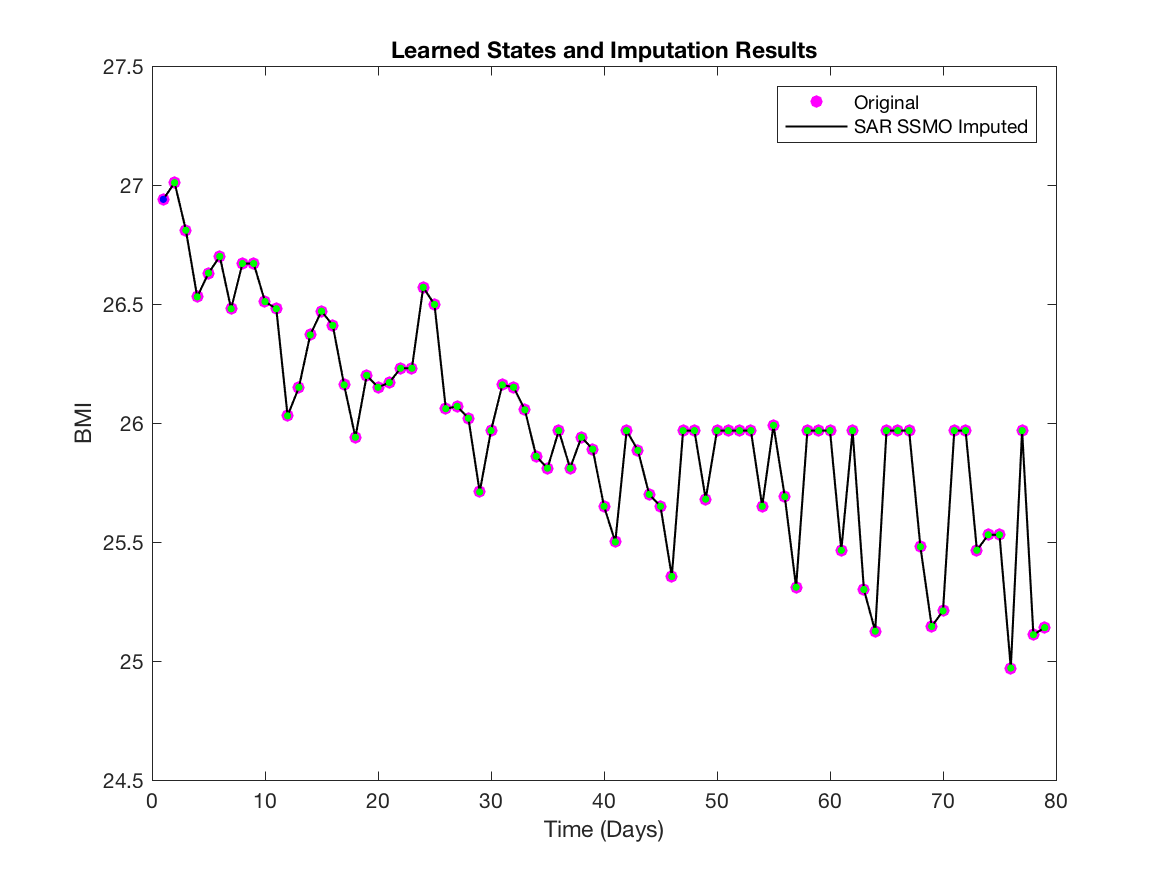 Learned States and Imputation Results
Original
SAR SSMO Imputed
27.5
27
26.5
26
25.5
25
24.5
BMI
0 10 20 30 40 50 60 70 80
Time (Days)